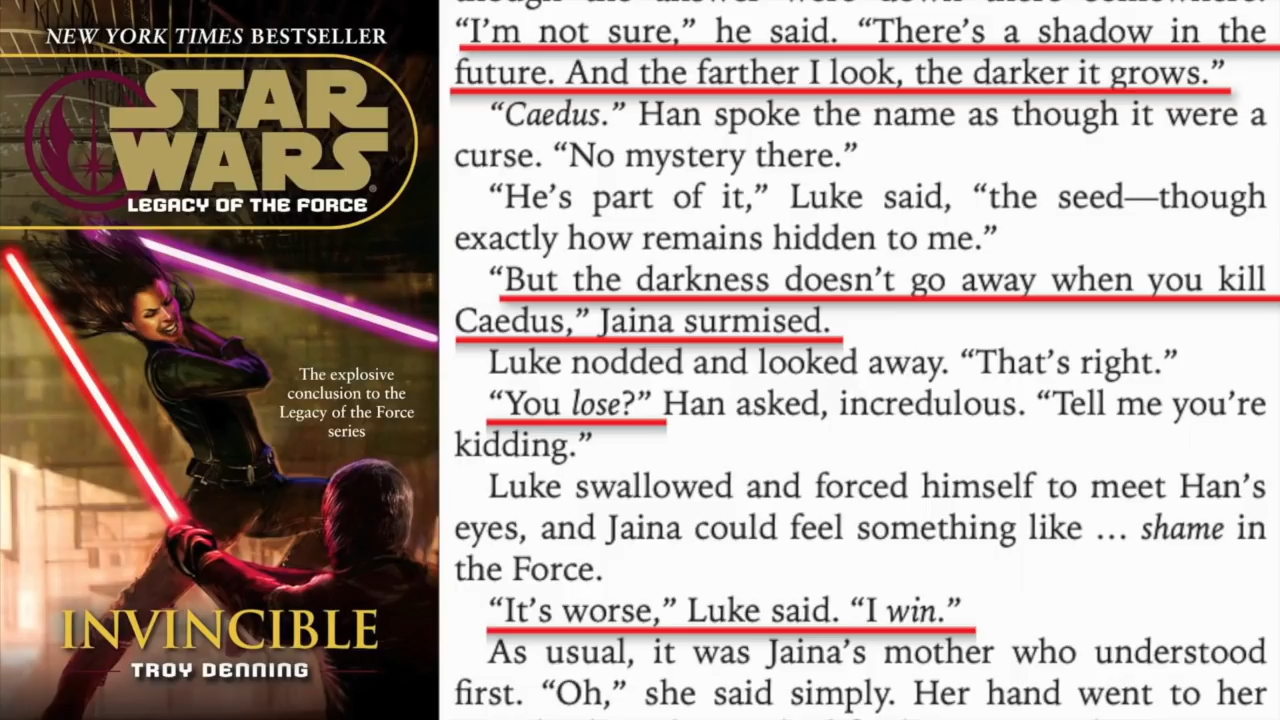 NEW YORK TIMES BESTSELLER
STAR
WARS®
LEGACY OF THE FORCE
The explosive
conclusion to the
Legacy of the Force
series
INVINCIBLE
TROY DENNING
“I’m not sure,” he said. “There’s a shadow in the
future. And the farther I look, the darker it grows.”
“Caedus.” Han spoke the name as though it were a
curse. “No mystery there.”
“He’s part of it,” Luke said, “the seed—though
exactly how remains hidden to me.”
“But the darkness doesn’t go away when you kill
Caedus,” Jaina surmised.
Luke nodded and looked away. “That’s right.”
“You lose?” Han asked, incredulous. “Tell me you’re
kidding.”
Luke swallowed and forced himself to meet Han’s
eyes, and Jaina could feel something like … shame in
the Force.
“It’s worse,” Luke said. “I win.”
As usual, it was Jaina’s mother who understood
first. “Oh,” she said simply. Her hand went to her